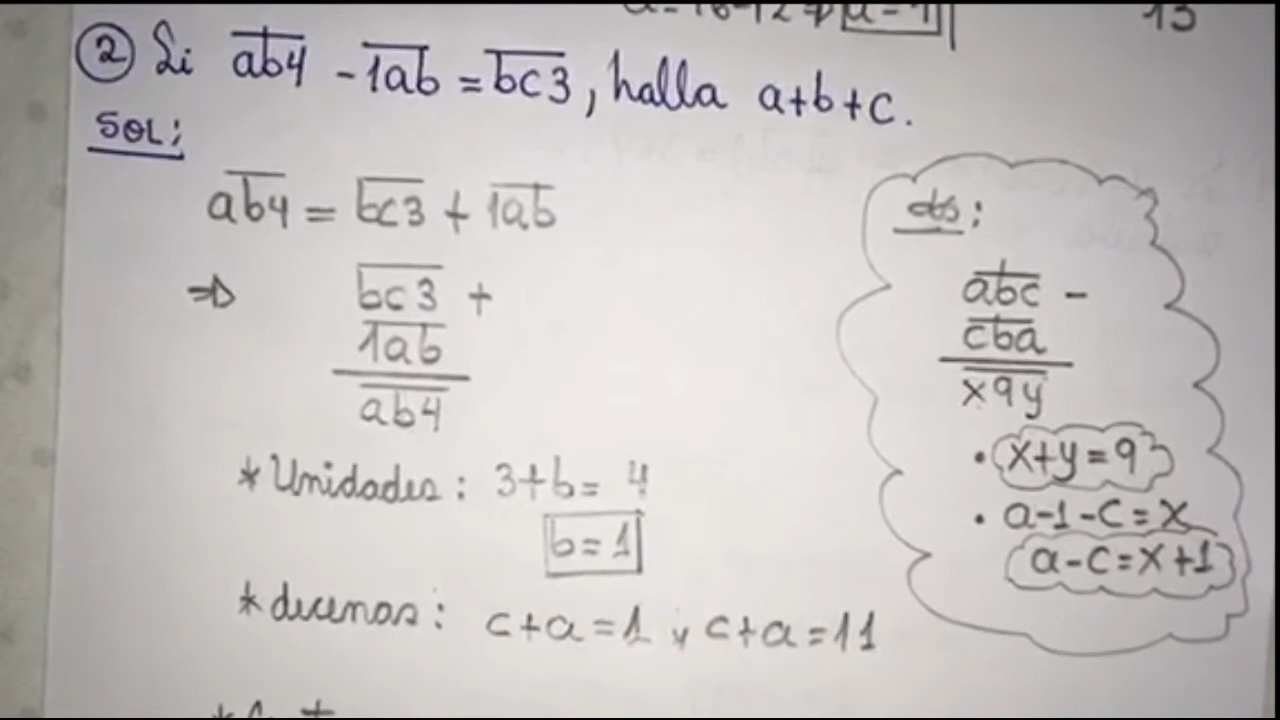 ② Si ab4 - 1ab = bc3, halla a+b+c.
SOL:
ab4 = bc3 + 1ab
⇒ bc3 +
1ab
ab4
* Unidades: 3+b= 4
b=1
* decenas: c+a=1 y c+a=11
obs:
abc -
cba
x9y
• x+y=9
• a-1-c=x
a-c=x+1
13